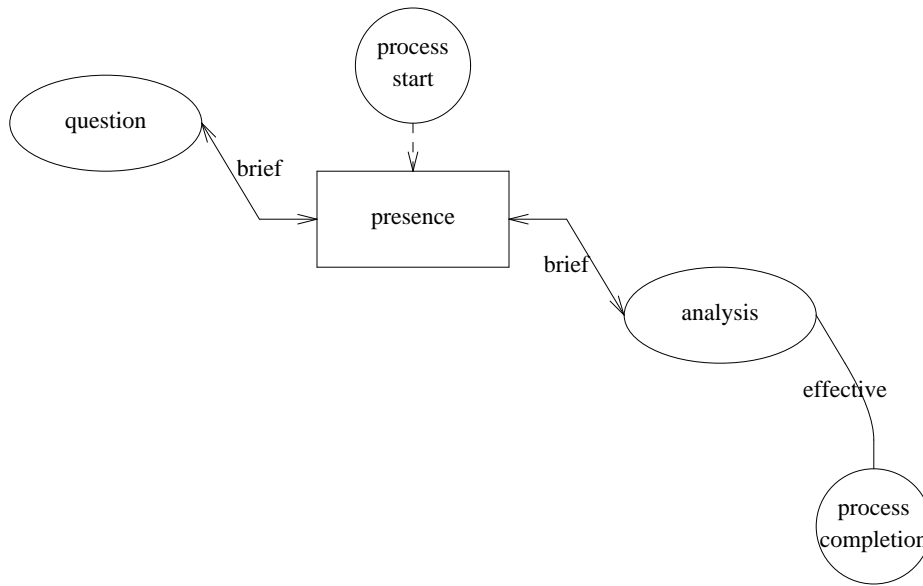 process
start
question
brief
presence
brief
analysis
effective
process
completion